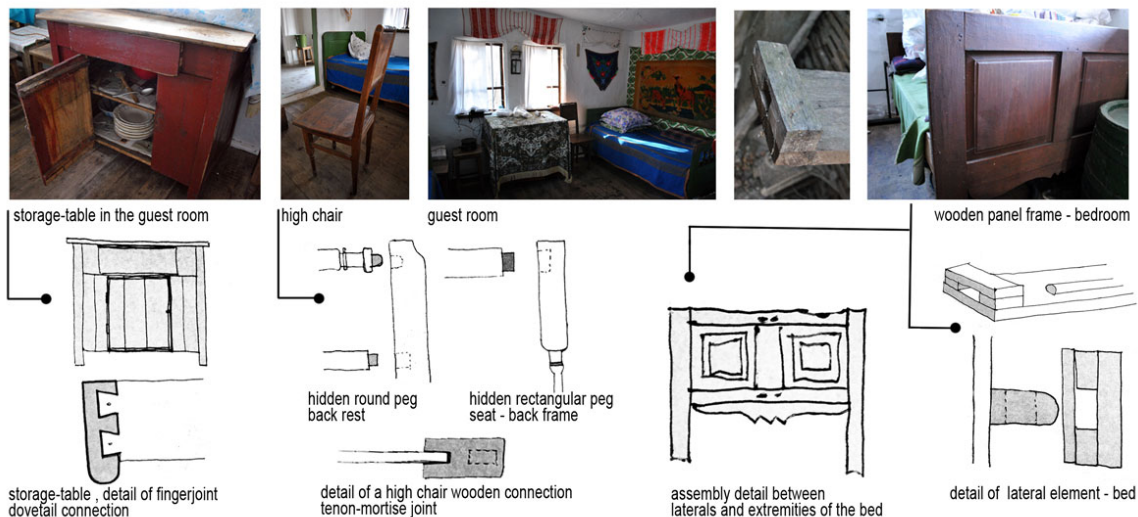 storage-table in the guest room
high chair
guest room
wooden panel frame - bedroom
hidden round peg
back rest
hidden rectangular peg
seat - back frame
storage-table , detail of fingerjoint
dovetail connection
detail of a high chair wooden connection
tenon-mortise joint
assembly detail between
laterals and extremities of the bed
detail of lateral element - bed